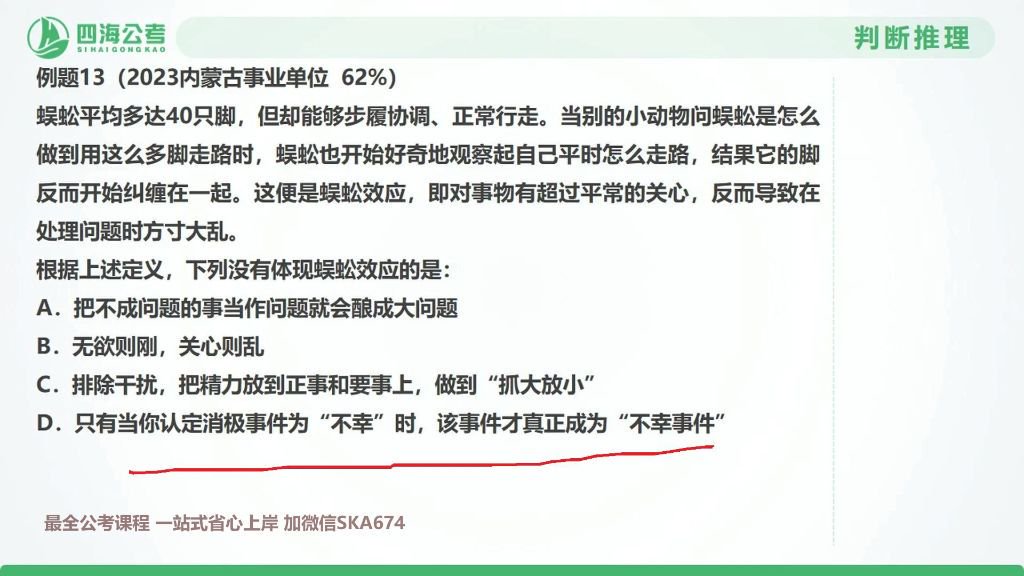 四海公考
SIHAIGONGKAO
判断推理
例题13（2023内蒙古事业单位 62%）
蜈蚣平均多达40只脚，但却能够步履协调、正常行走。当别的小动物问蜈蚣是怎么
做到用这么多脚走路时，蜈蚣也开始好奇地观察起自己平时怎么走路，结果它的脚
反而开始纠缠在一起。这便是蜈蚣效应，即对事物有超过平常的关心，反而导致在
处理问题时方寸大乱。
根据上述定义，下列没有体现蜈蚣效应的是：
A．把不成问题的事当作问题就会酿成大问题
B．无欲则刚，关心则乱
C．排除干扰，把精力放到正事和要事上，做到“抓大放小”
D．只有当你认定消极事件为“不幸”时，该事件才真正成为“不幸事件”
最全公考课程 一站式省心上岸 加微信SKA674